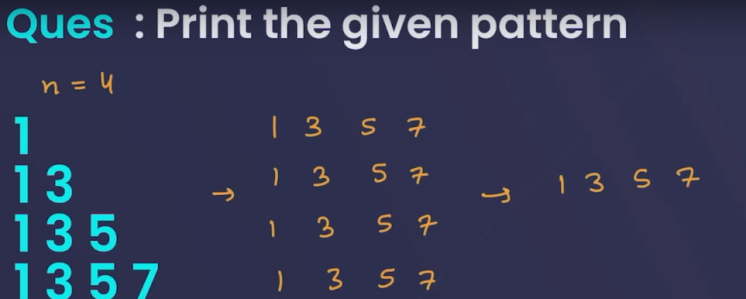 Ques : Print the given pattern
n = 4
1
1 3
1 3 5
1 3 5 7
1 3 5 7
→ 1 3 5 7 → 1 3 5 7
1 3 5 7
1 3 5 7